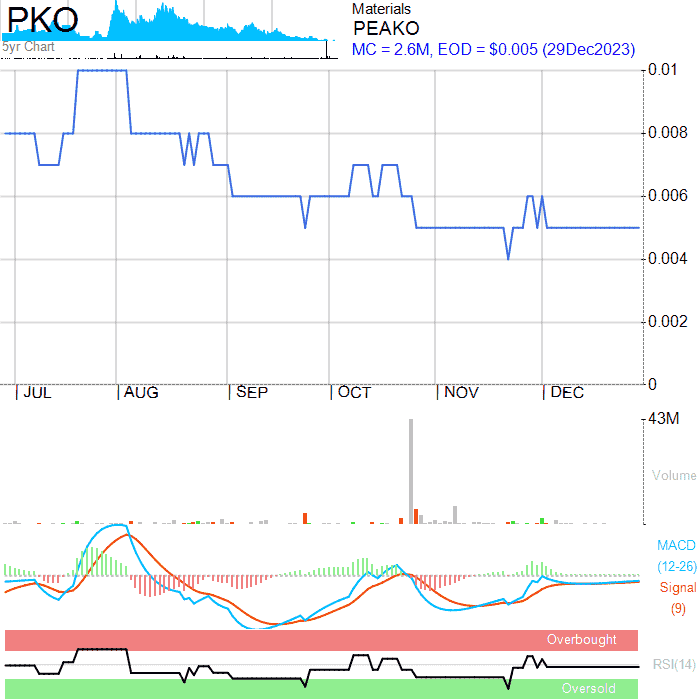 PKO
5yr Chart
Materials
PEAKO
MC = 2.6M, EOD = $0.005 (29Dec2023)
0.01
0.008
0.006
0.004
0.002
0
| JUL | AUG | SEP | OCT | NOV | DEC
43M
Volume
MACD
(12-26)
Signal
(9)
Overbought
RSI(14)
Oversold